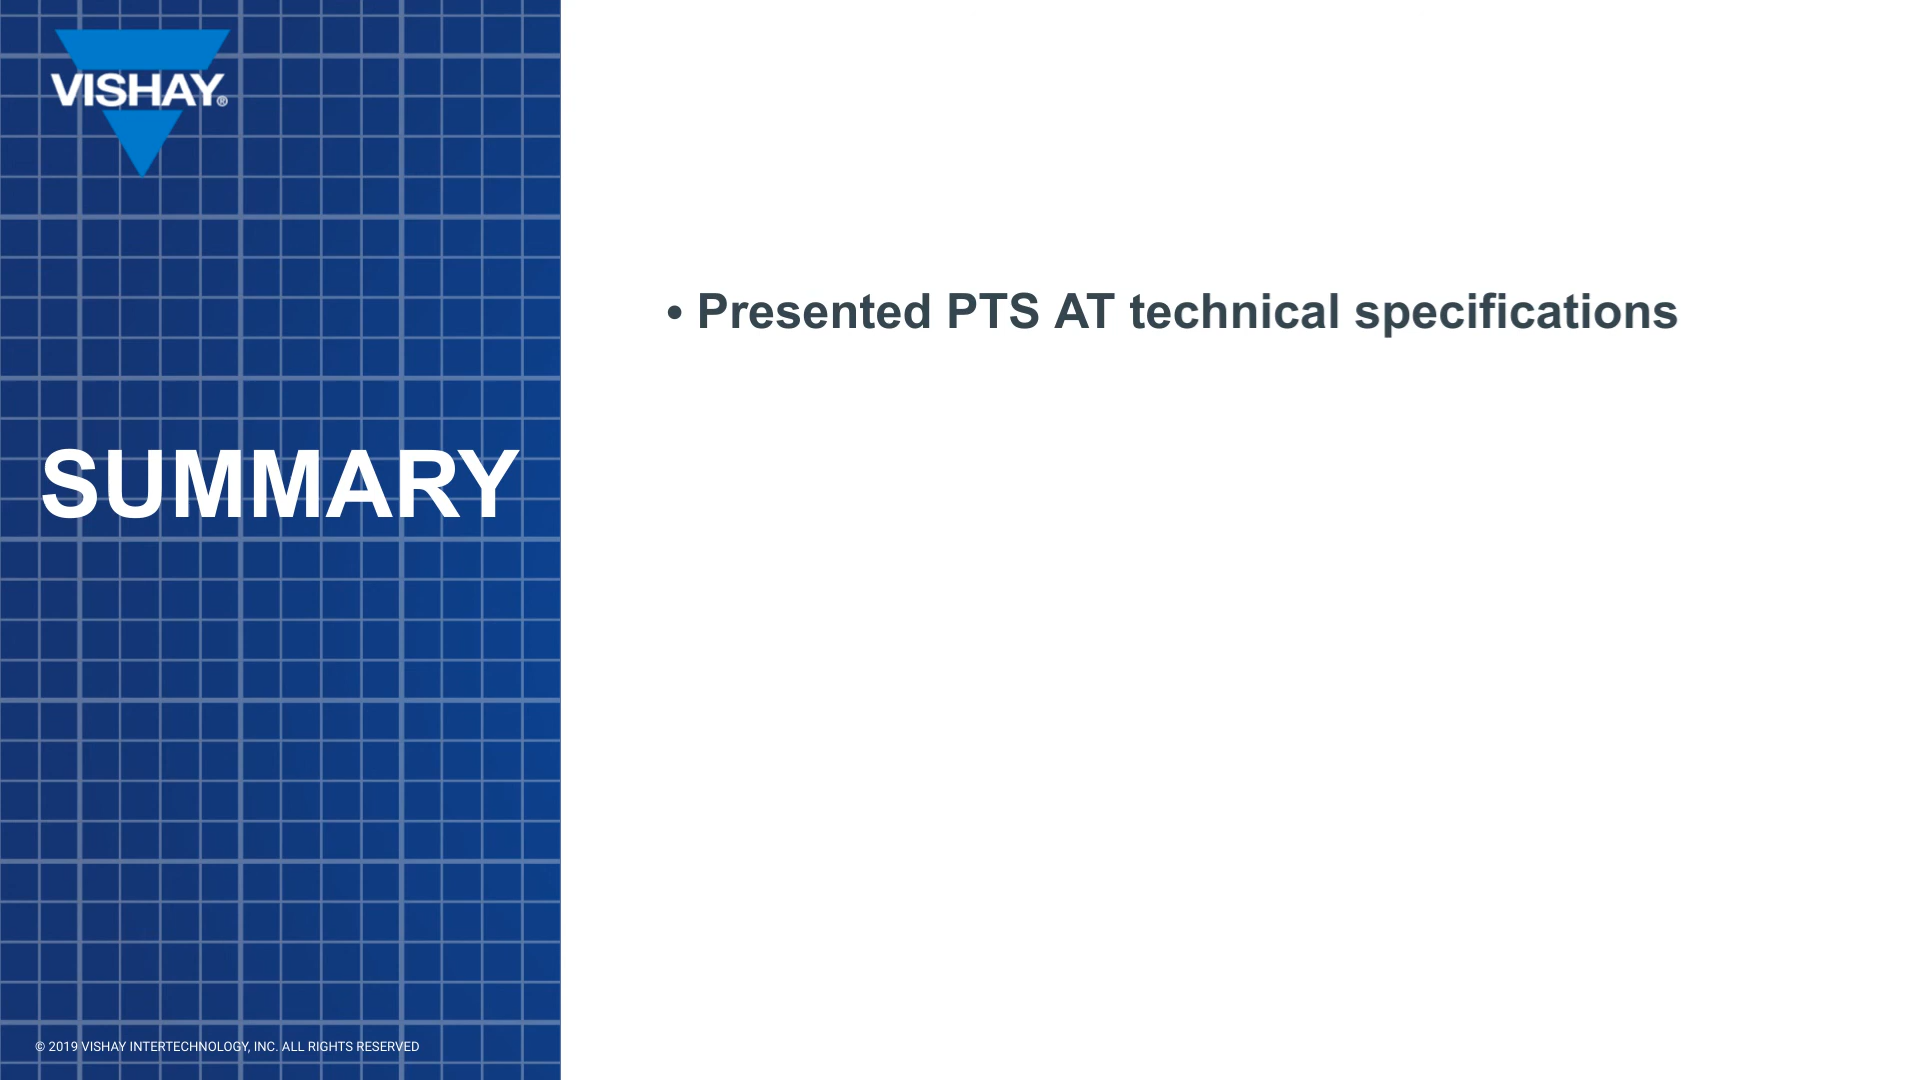 VISHAY®
SUMMARY
• Presented PTS AT technical specifications
© 2019 VISHAY INTERTECHNOLOGY, INC. ALL RIGHTS RESERVED